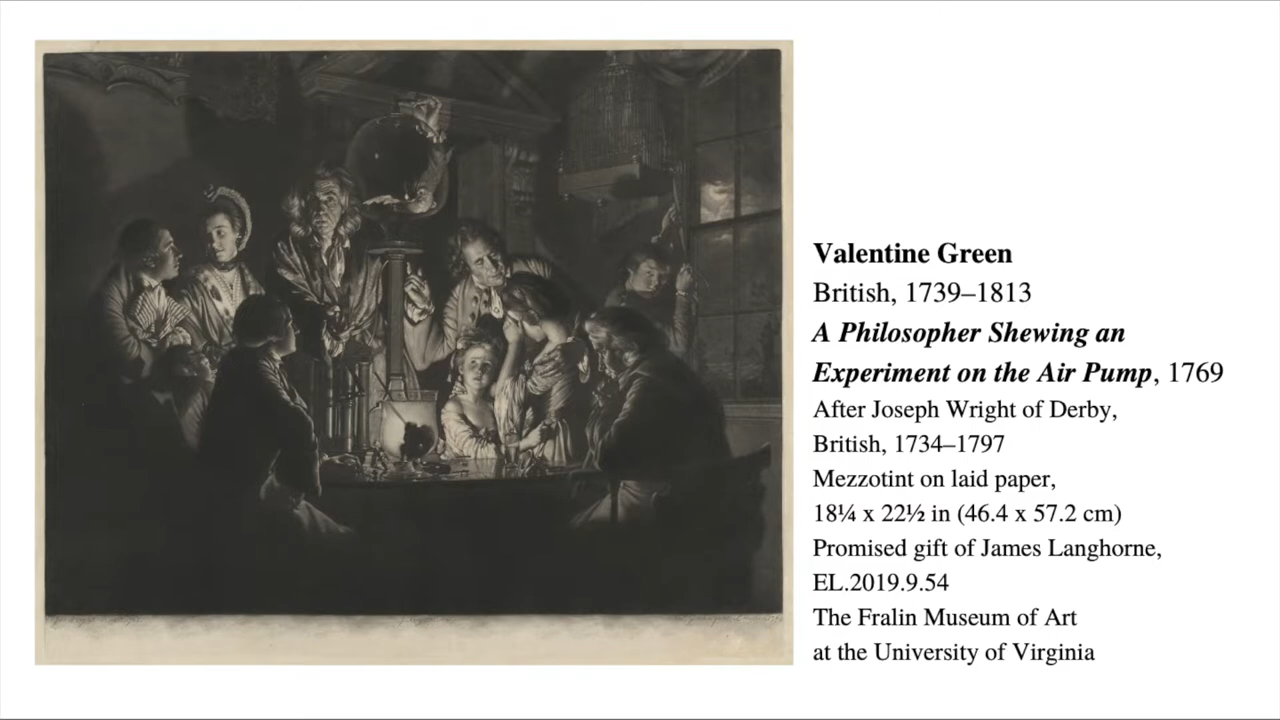 Valentine Green
British, 1739–1813
A Philosopher Shewing an
Experiment on the Air Pump, 1769
After Joseph Wright of Derby,
British, 1734–1797
Mezzotint on laid paper,
18¼ x 22½ in (46.4 x 57.2 cm)
Promised gift of James Langhorne,
EL.2019.9.54
The Fralin Museum of Art
at the University of Virginia